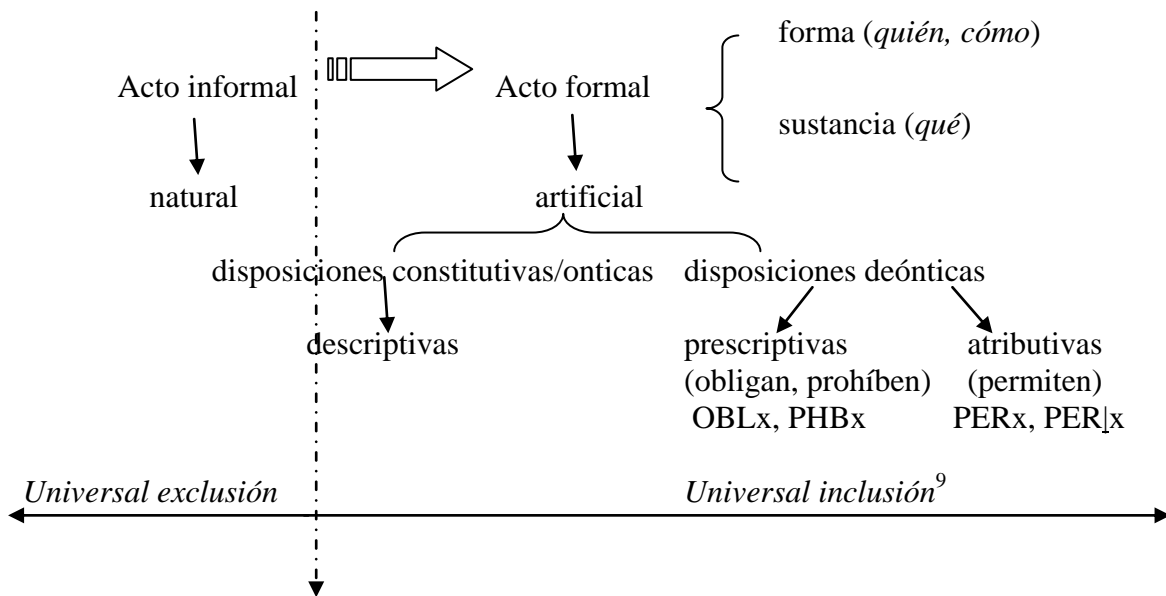 forma (quién, cómo)
Acto informal Acto formal
sustancia (qué)
natural artificial
disposiciones constitutivas/onticas disposiciones deónticas
descriptivas prescriptivas atributivas
(obligan, prohíben) (permiten)
OBLx, PHBx PERx, PER⌋x
Universal exclusión Universal inclusión⁹